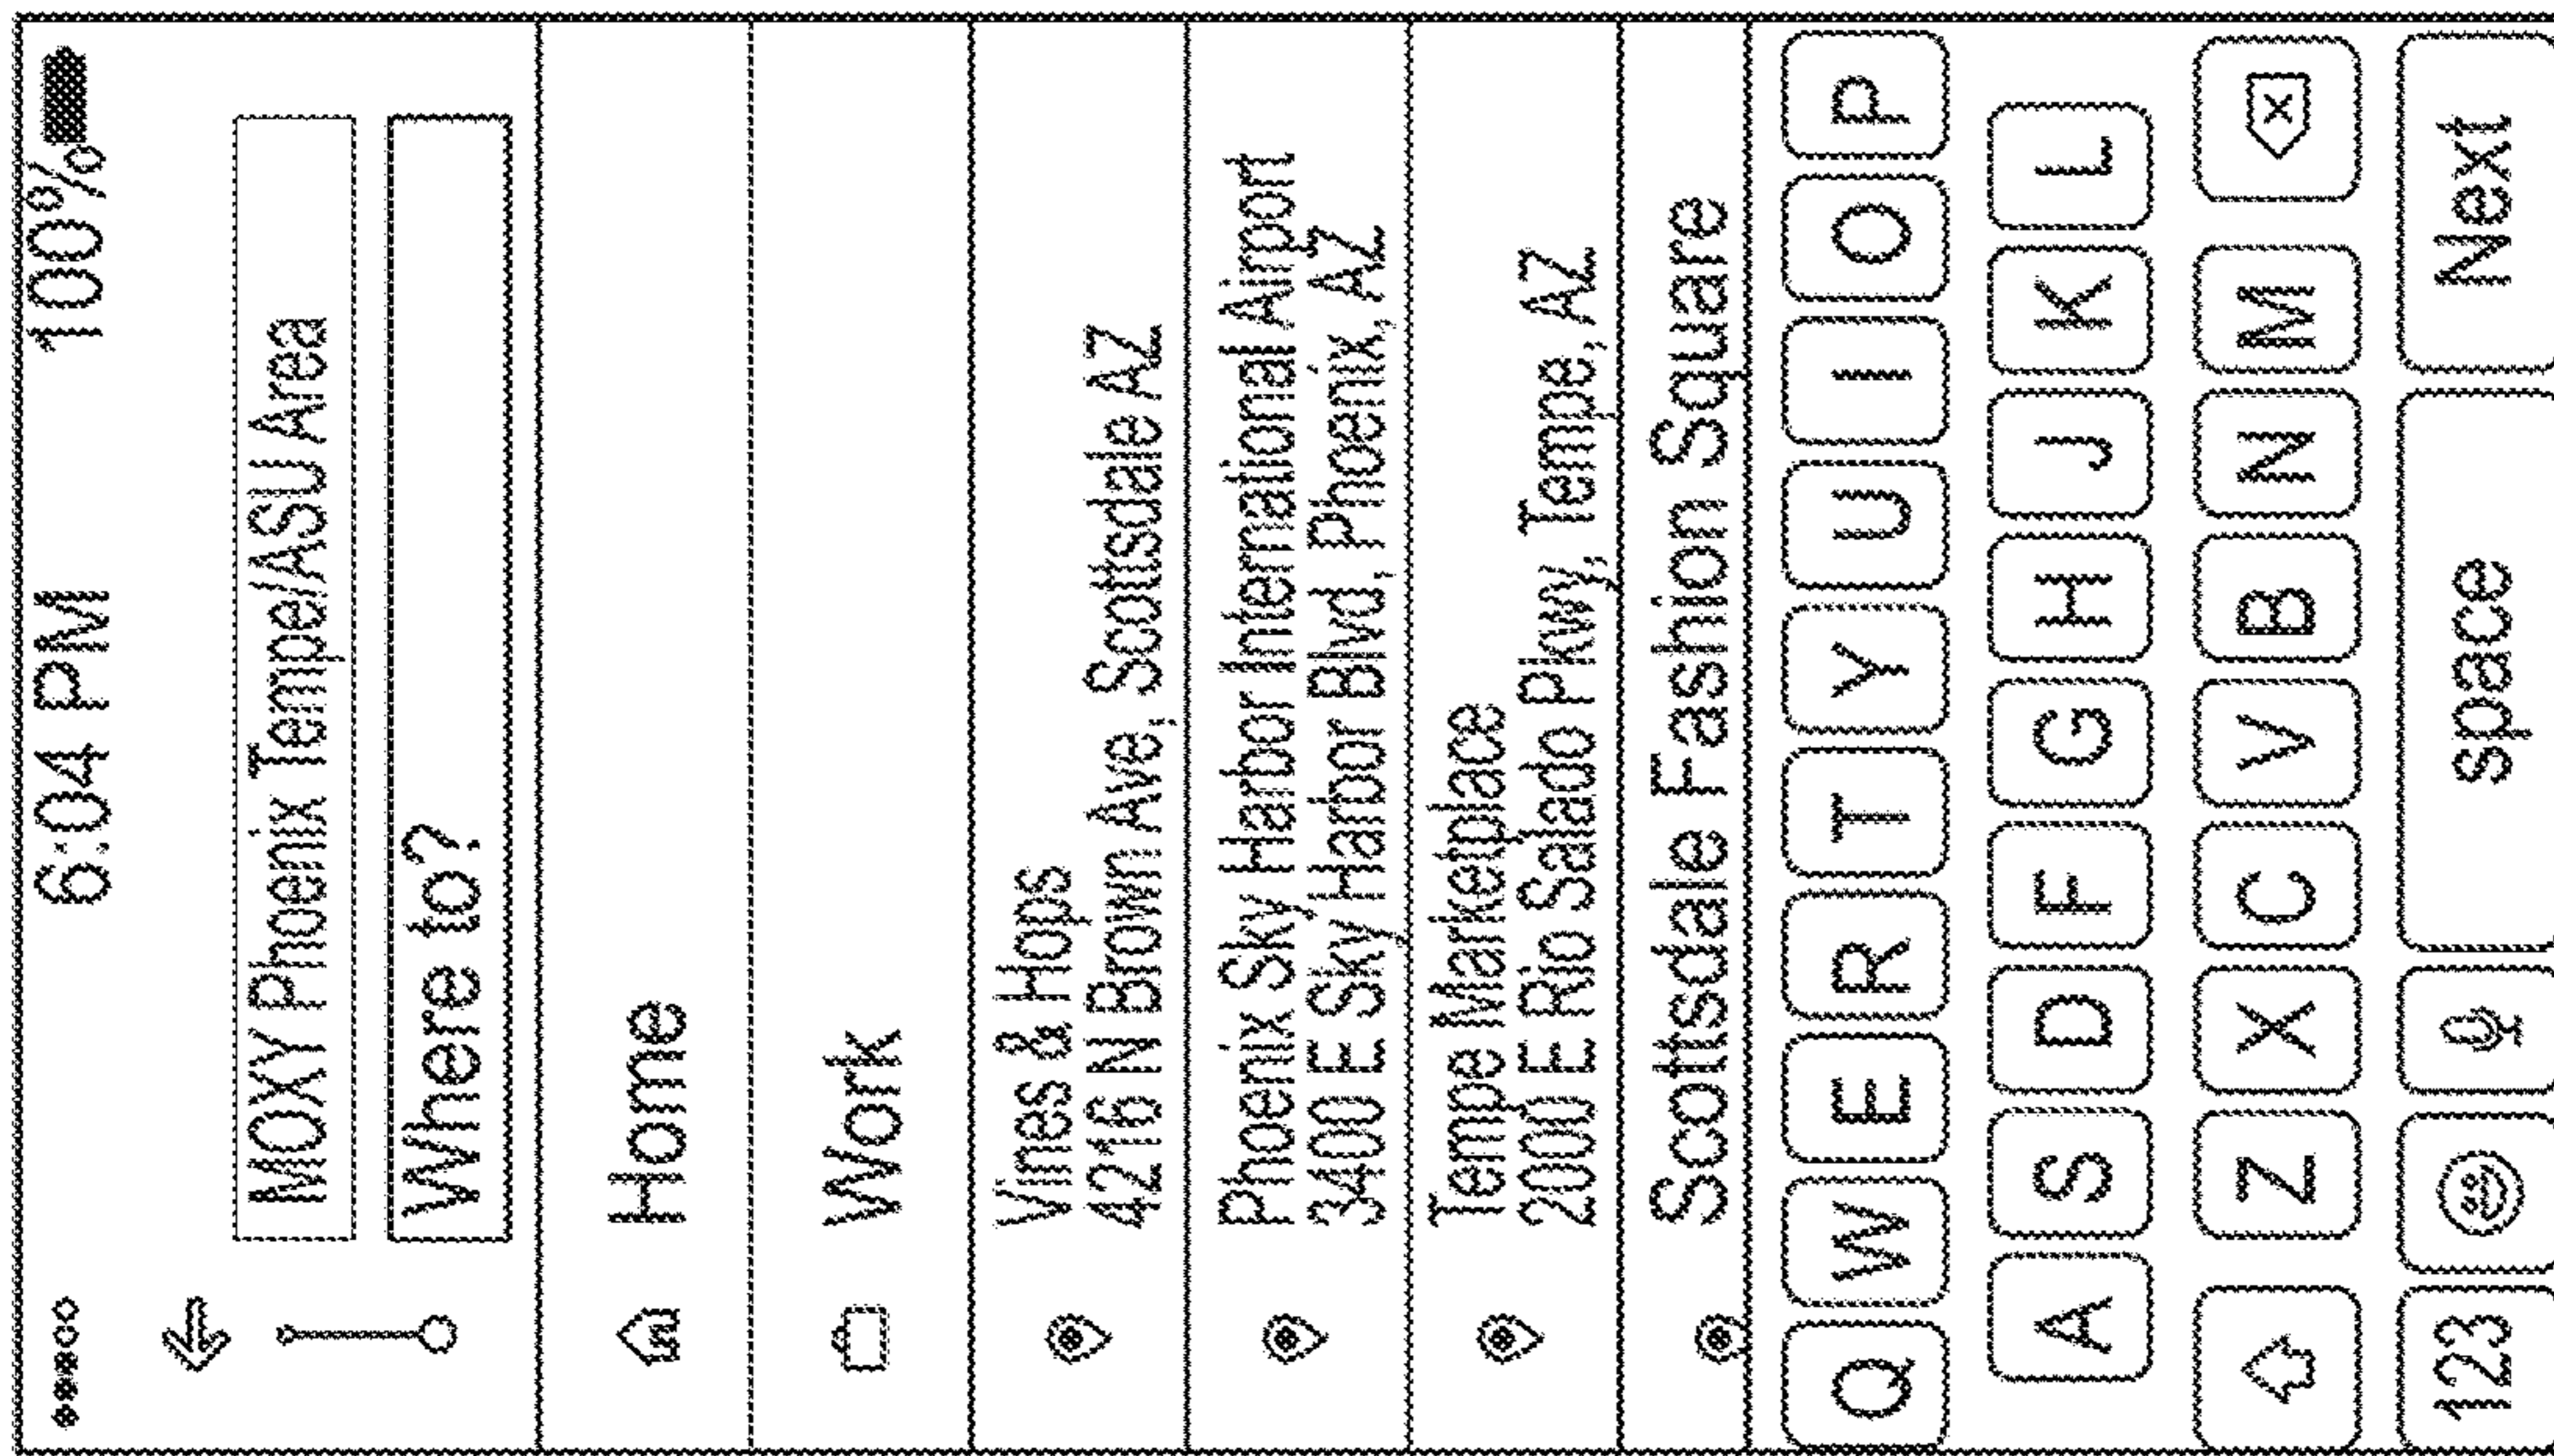 6:04 PM 100%
MOXY Phoenix Tempe/ASU Area
Where to?
Home
Work
Vines & Hops
4216 N Brown Ave, Scottsdale AZ
Phoenix Sky Harbor International Airport
3400 E Sky Harbor Blvd, Phoenix, AZ
Tempe Marketplace
2000 E Rio Salado Pkwy, Tempe, AZ
Scottsdale Fashion Square
Q W E R T Y U I O P
A S D F G H J K L
Z X C V B N M X
123 space Next